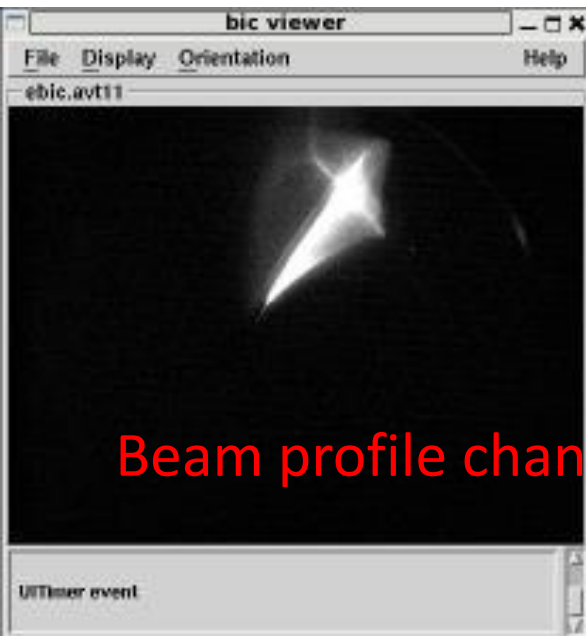 bic viewer
File Display Orientation Help
ebic.avt11
Beam profile chan
UITimer event